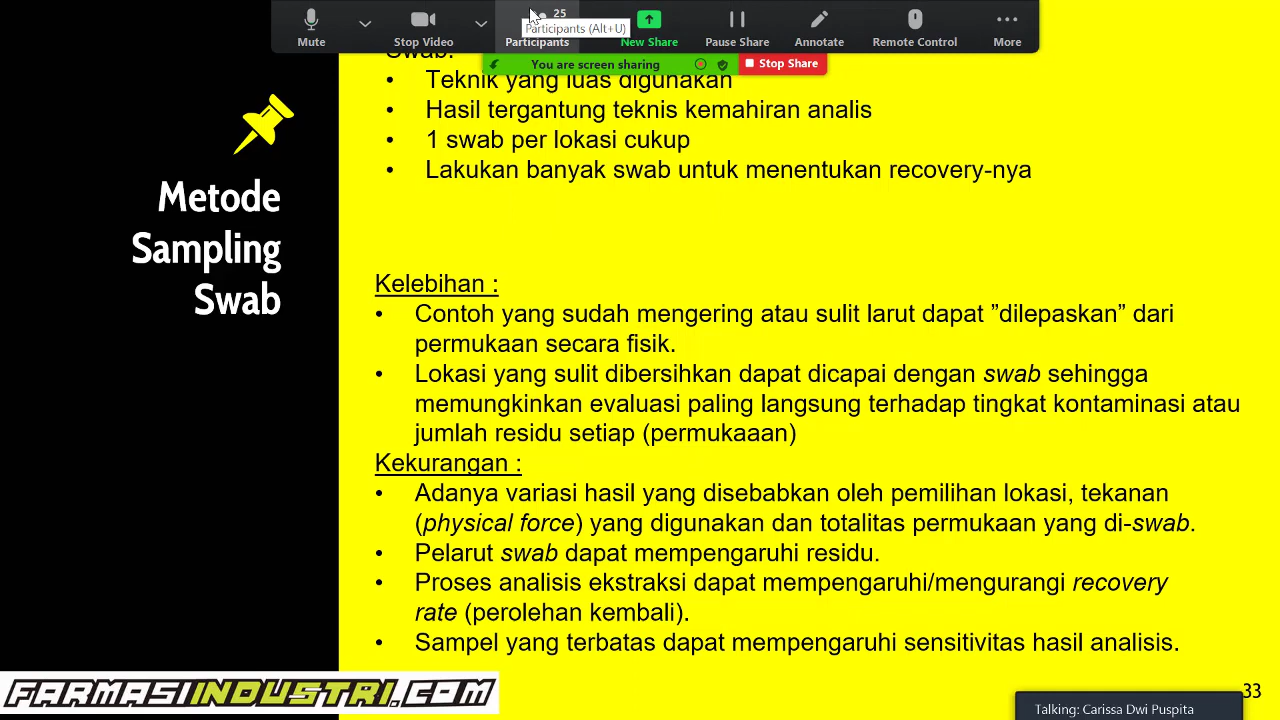 25
Participants (Alt+U)
Mute
Stop Video
Participants
New Share
Pause Share
Annotate
Remote Control
More
Swab:
You are screen sharing
Stop Share
• Teknik yang luas digunakan
• Hasil tergantung teknis kemahiran analis
• 1 swab per lokasi cukup
• Lakukan banyak swab untuk menentukan recovery-nya
Metode
Sampling
Swab
Kelebihan :
• Contoh yang sudah mengering atau sulit larut dapat ”dilepaskan” dari
permukaan secara fisik.
• Lokasi yang sulit dibersihkan dapat dicapai dengan swab sehingga
memungkinkan evaluasi paling langsung terhadap tingkat kontaminasi atau
jumlah residu setiap (permukaaan)
Kekurangan :
• Adanya variasi hasil yang disebabkan oleh pemilihan lokasi, tekanan
(physical force) yang digunakan dan totalitas permukaan yang di-swab.
• Pelarut swab dapat mempengaruhi residu.
• Proses analisis ekstraksi dapat mempengaruhi/mengurangi recovery
rate (perolehan kembali).
• Sampel yang terbatas dapat mempengaruhi sensitivitas hasil analisis.
FARMASIINDUSTRI.COM
33
Talking: Carissa Dwi Puspita